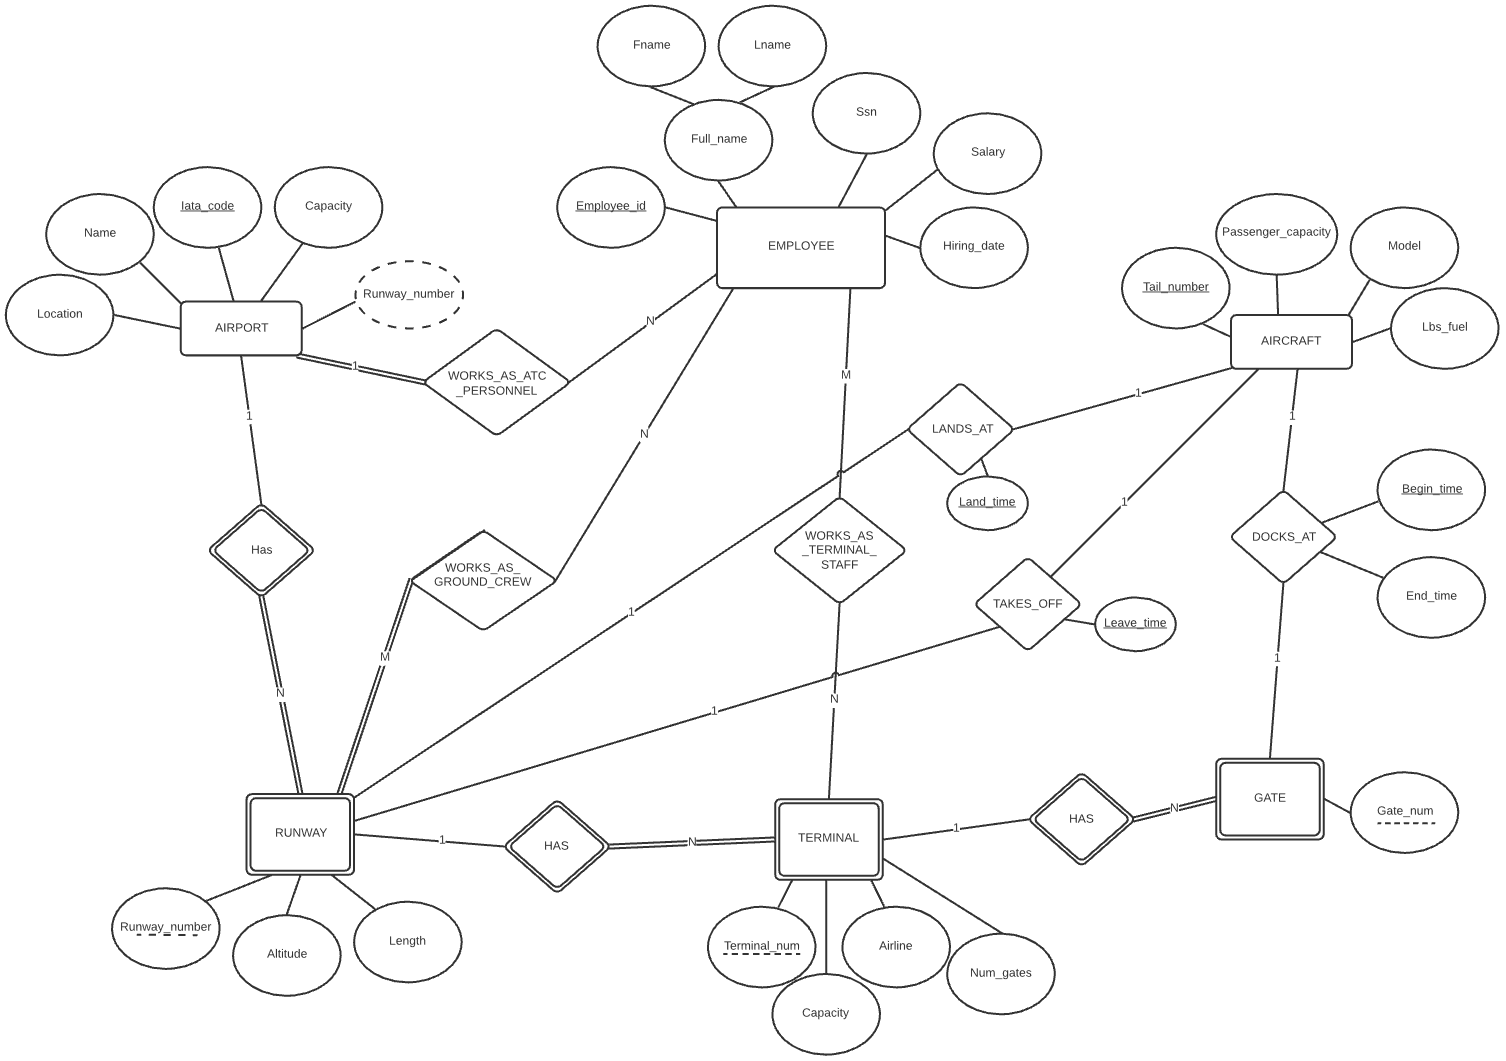 Fname
Lname
Ssn
Full_name
Salary
Iata_code
Capacity
Employee_id
Name
Passenger_capacity
Model
EMPLOYEE
Hiring_date
Tail_number
Runway_number
Location
AIRPORT
Lbs_fuel
N
AIRCRAFT
1
WORKS_AS_ATC
_PERSONNEL
M
1
1
1
LANDS_AT
N
Begin_time
Land_time
1
WORKS_AS
_TERMINAL_
STAFF
DOCKS_AT
Has
WORKS_AS_
GROUND_CREW
End_time
TAKES_OFF
1
Leave_time
M
1
N
N
1
GATE
N
Gate_num
HAS
1
RUNWAY
1
HAS
N
TERMINAL
Runway_number
Length
Altitude
Terminal_num
Airline
Num_gates
Capacity